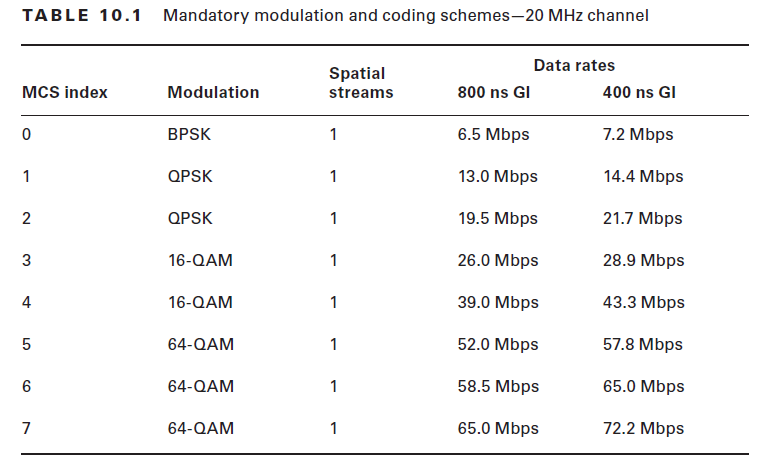 TABLE 10.1 Mandatory modulation and coding schemes—20 MHz channel
Data rates
MCS index Modulation Spatial streams 800 ns GI 400 ns GI
0 BPSK 1 6.5 Mbps 7.2 Mbps
1 QPSK 1 13.0 Mbps 14.4 Mbps
2 QPSK 1 19.5 Mbps 21.7 Mbps
3 16-QAM 1 26.0 Mbps 28.9 Mbps
4 16-QAM 1 39.0 Mbps 43.3 Mbps
5 64-QAM 1 52.0 Mbps 57.8 Mbps
6 64-QAM 1 58.5 Mbps 65.0 Mbps
7 64-QAM 1 65.0 Mbps 72.2 Mbps